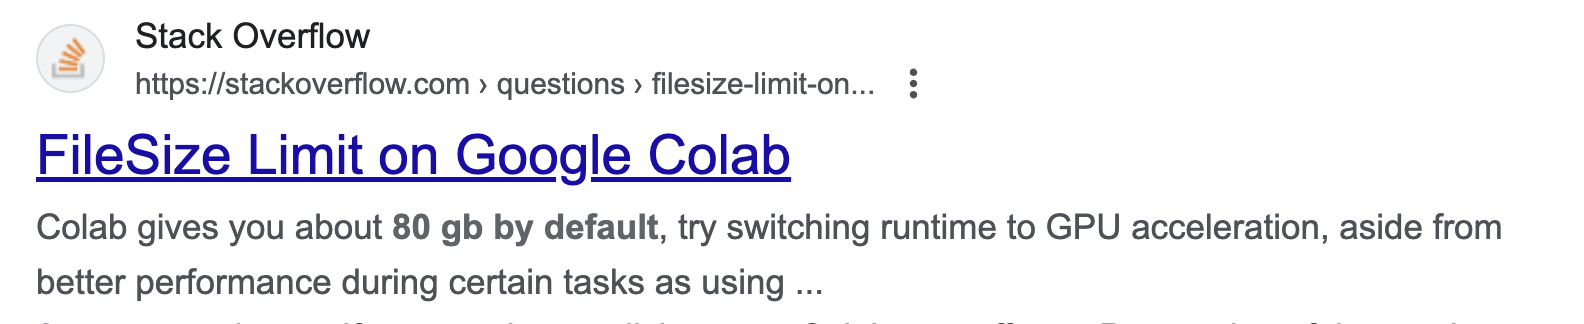 Stack Overflow
https://stackoverflow.com › questions › filesize-limit-on...
FileSize Limit on Google Colab
Colab gives you about 80 gb by default, try switching runtime to GPU acceleration, aside from
better performance during certain tasks as using ...